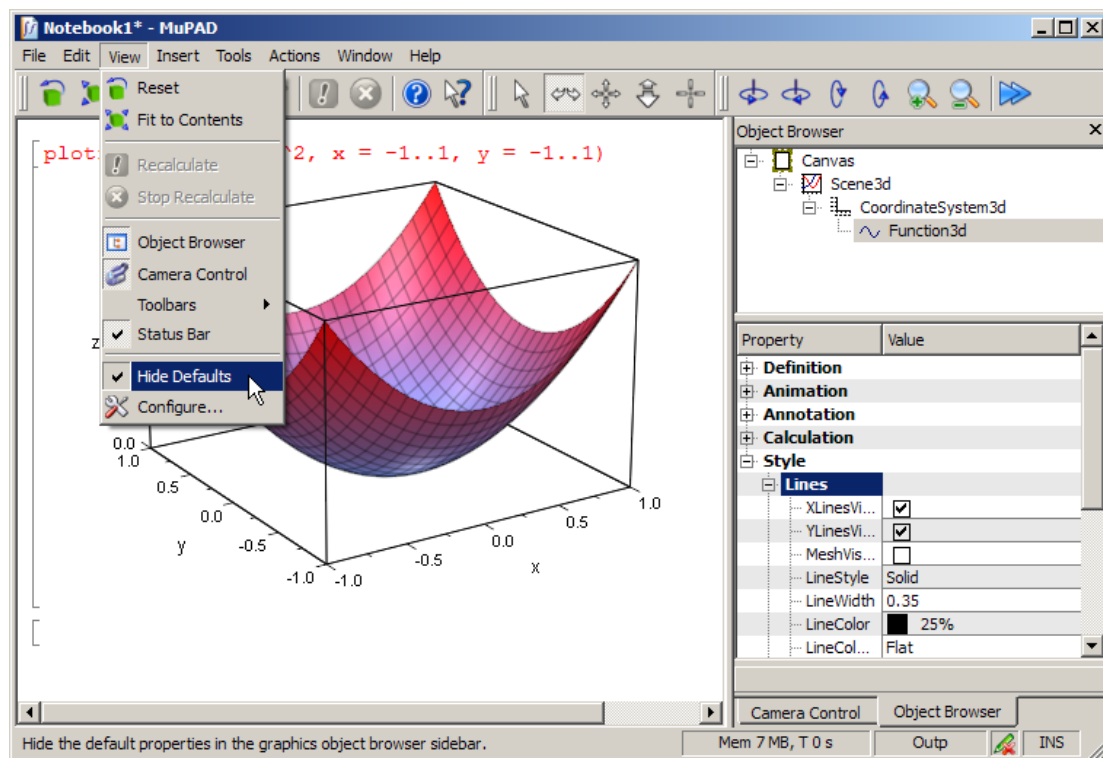 Notebook1* - MuPAD
File Edit View Insert Tools Actions Window Help
Reset
Fit to Contents
Recalculate
Stop Recalculate
Object Browser
Camera Control
Toolbars
Status Bar
Hide Defaults
Configure...
plot
^2, x = -1..1, y = -1..1)
z
0.0
1.0
0.5
0.0
y
-0.5
-1.0
-1.0
-0.5
0.0
x
0.5
1.0
Object Browser
Canvas
Scene3d
CoordinateSystem3d
Function3d
Property Value
Definition
Animation
Annotation
Calculation
Style
Lines
XLinesVi...
YLinesVi...
MeshVis...
LineStyle Solid
LineWidth 0.35
LineColor 25%
LineCol... Flat
Camera Control Object Browser
Hide the default properties in the graphics object browser sidebar. Mem 7 MB, T 0 s Outp INS